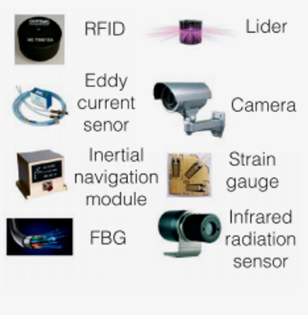 RFID
Lider
Eddy
current
senor
Camera
Inertial
navigation
module
Strain
gauge
FBG
Infrared
radiation
sensor